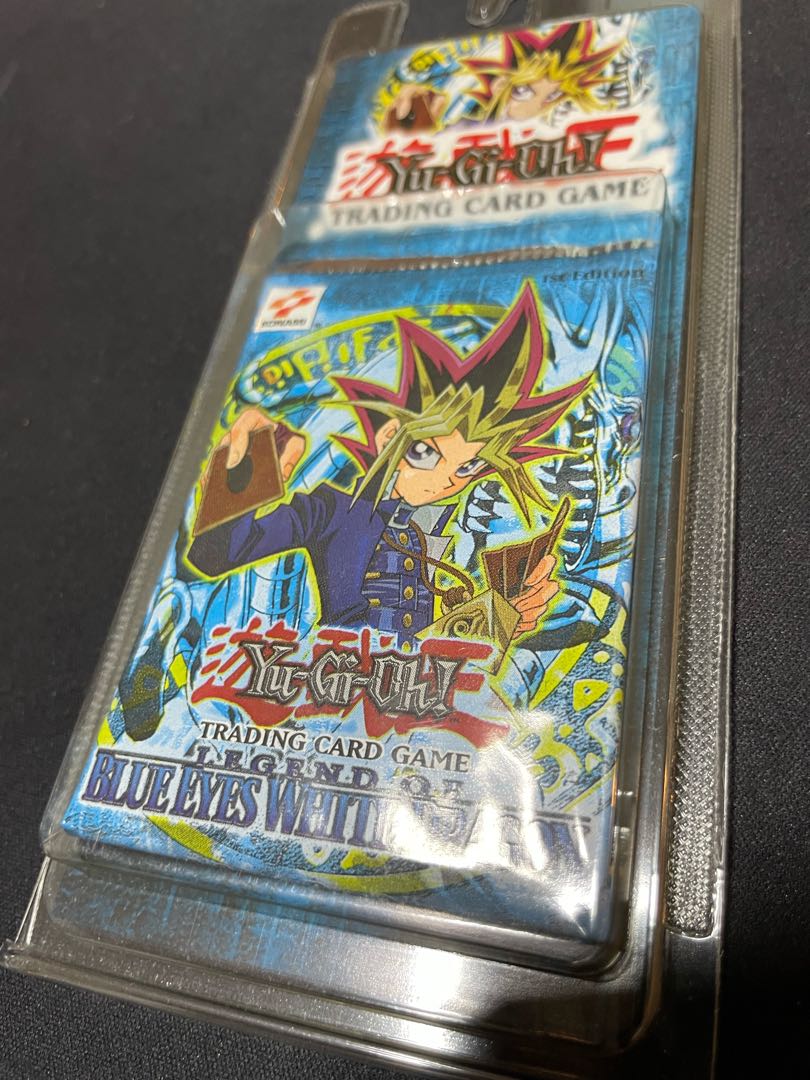 遊戯王
Yu-Gi-Oh!
TRADING CARD GAME
1st Edition
KONAMI
遊戯王
Yu-Gi-Oh!
TRADING CARD GAME
LEGEND OF
BLUE EYES WHITE DRAGON